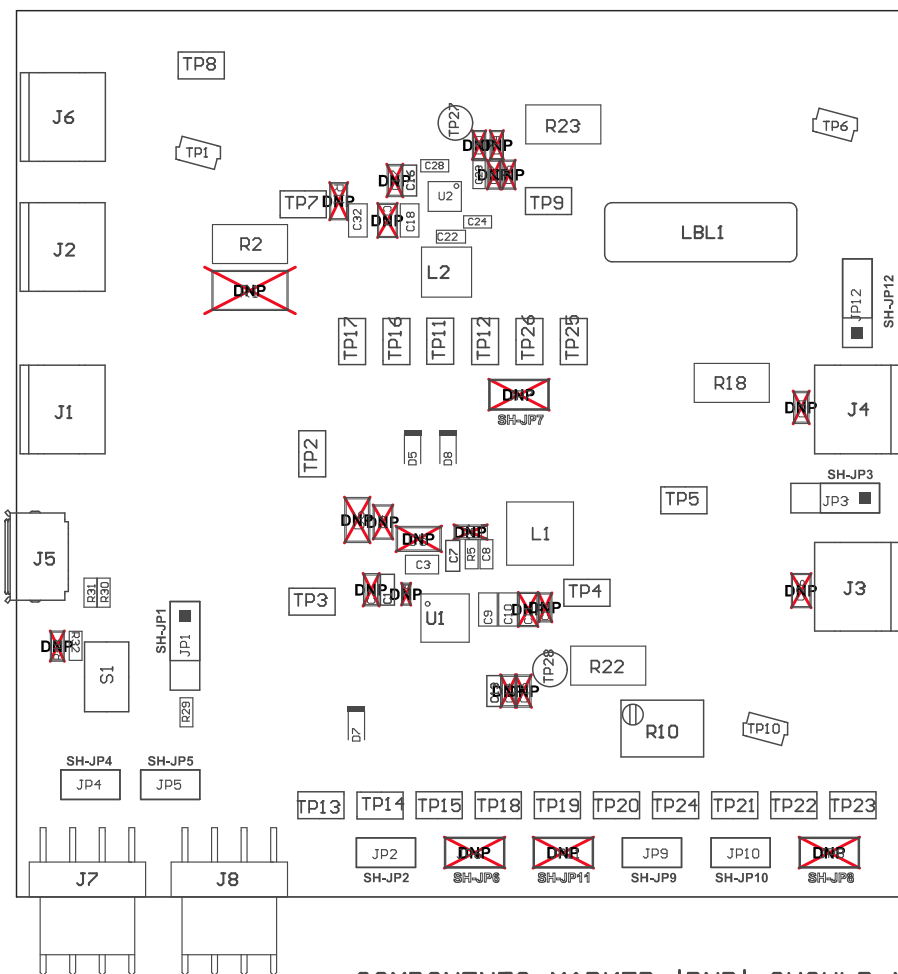 TP8
J6
TP1
TP27
R23
TP6
DNP
DNP
C28
DNP
C16
DNP
DNP
U2
DNP
TP7
C32
DNP
C18
TP9
C24
C22
J2
R2
L2
LBL1
DNP
JP12
SH-JP12
TP17
TP16
TP11
TP12
TP26
TP25
J1
DNP
SH-JP7
R18
DNP
J4
TP2
D5
D8
SH-JP3
TP5
JP3
DNP
DNP
DNP
DNP
L1
J5
C7
R5
C8
C3
R31
R30
TP3
DNP
DNP
U1
C9
C10
DNP
DNP
TP4
DNP
J3
SH-JP1
JP1
DNP
R32
S1
TP28
R22
DNP
DNP
R29
D7
R10
TP10
SH-JP4
SH-JP5
JP4
JP5
TP13
TP14
TP15
TP18
TP19
TP20
TP24
TP21
TP22
TP23
JP2
DNP
DNP
JP9
JP10
DNP
SH-JP2
SH-JP6
SH-JP11
SH-JP9
SH-JP10
SH-JP8
J7
J8